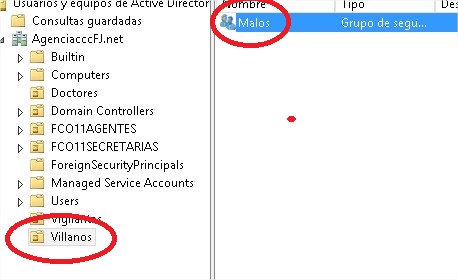 Usuarios y equipos de Active Director
Consultas guardadas
AgenciacccFJ.net
Builtin
Computers
Doctores
Domain Controllers
FCO11AGENTES
FCO11SECRETARIAS
ForeignSecurityPrincipals
Managed Service Accounts
Users
Vigilantes
Villanos
Nombre Tipo Des
Malos Grupo de segu...